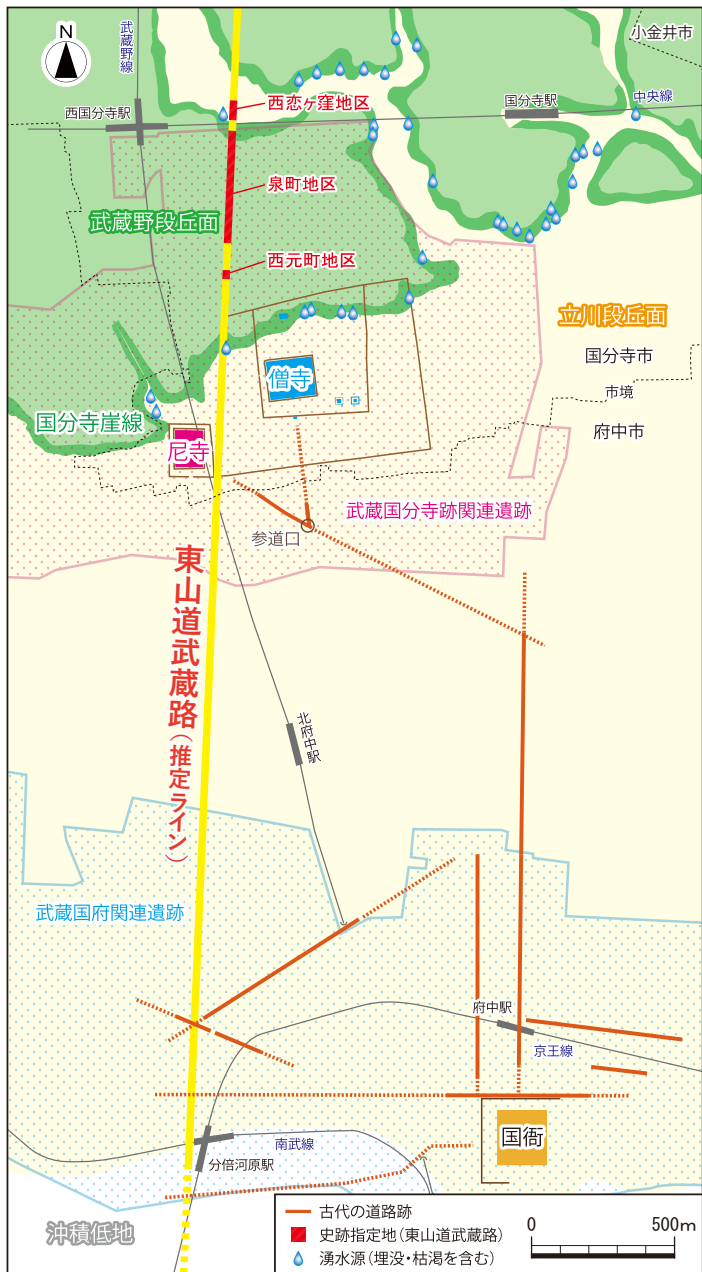 N
武蔵野線
小金井市
西恋ヶ窪地区
西国分寺駅
国分寺駅
中央線
泉町地区
武蔵野段丘面
西元町地区
立川段丘面
国分寺市
僧寺
市境
国分寺崖線
府中市
尼寺
武蔵国分寺跡関連遺跡
参道口
東山道武蔵路(推定ライン)
北府中駅
武蔵国府関連遺跡
府中駅
京王線
国衙
南武線
分倍河原駅
沖積低地
古代の道路跡
史跡指定地(東山道武蔵路)
湧水源(埋没・枯渇を含む)
0 500m